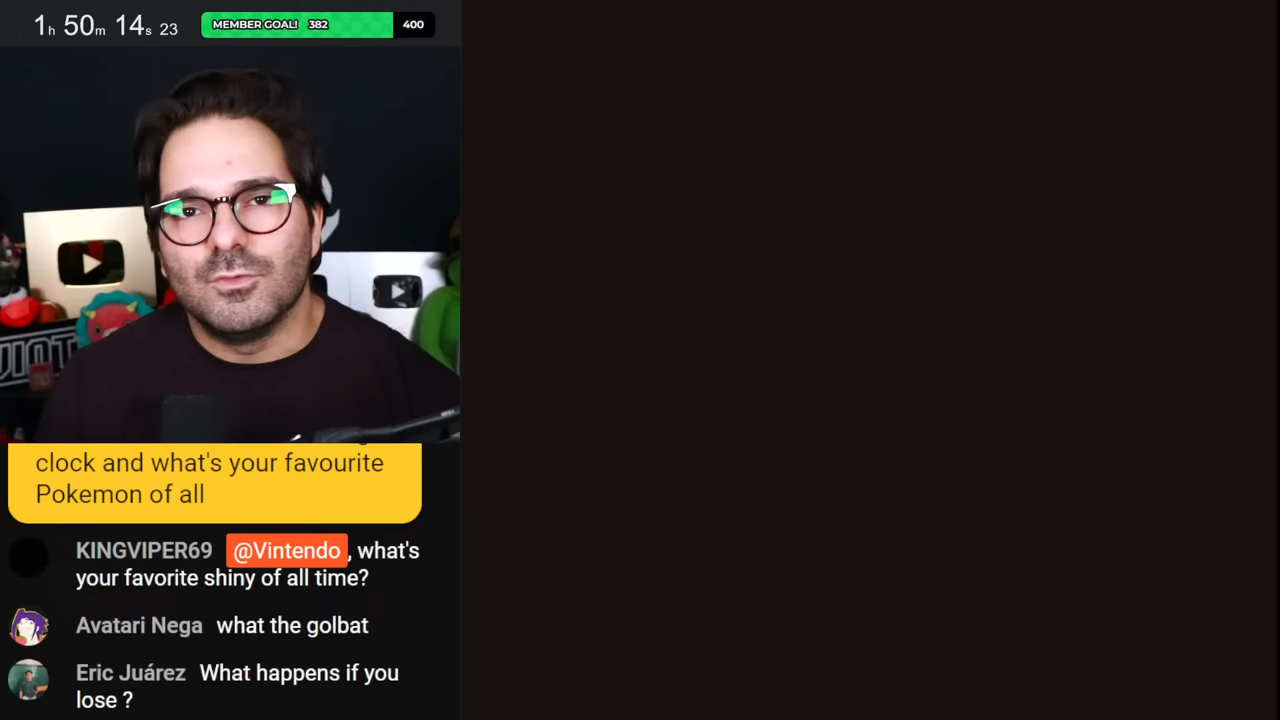 1h 50m 14s 23
MEMBER GOAL! 382 400
clock and what's your favourite
Pokemon of all
KINGVIPER69 @Vintendo, what's
your favorite shiny of all time?
Avatari Nega what the golbat
Eric Juárez What happens if you
lose ?